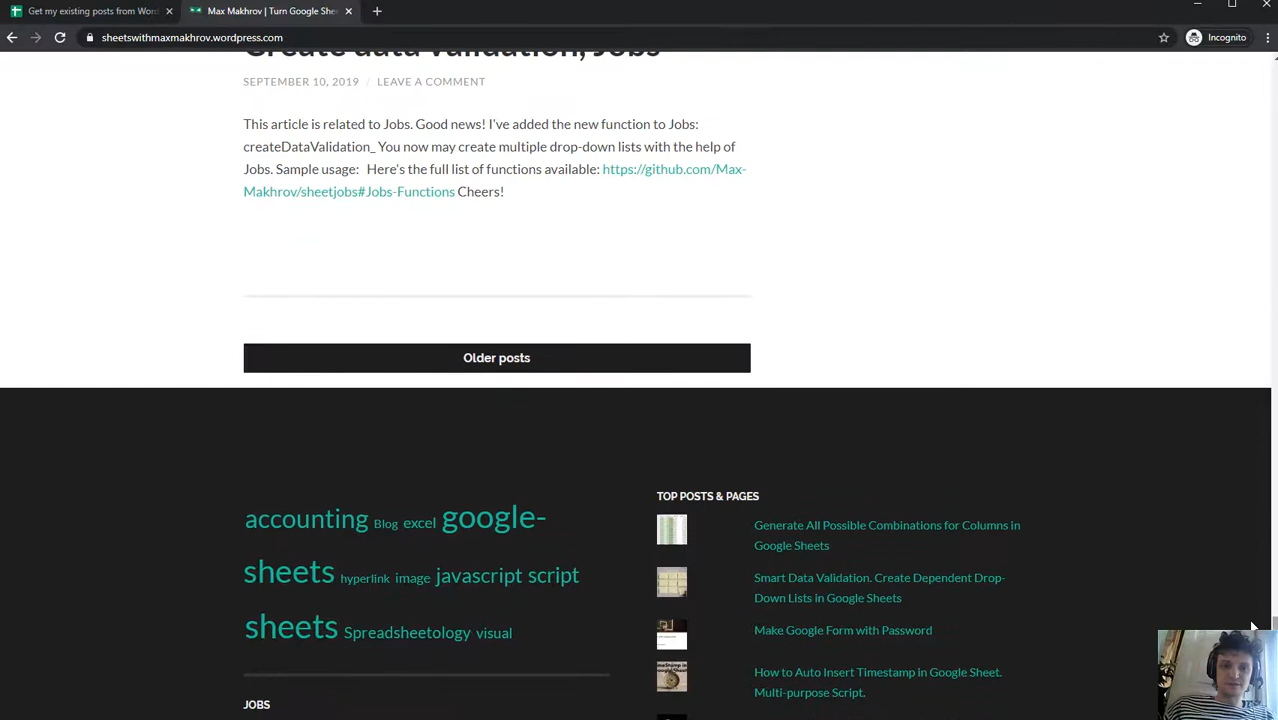 Get my existing posts from Word
Max Makhrov | Turn Google She
sheetswithmaxmakhrov.wordpress.com
Incognito
Create data validation, Jobs
SEPTEMBER 10, 2019 / LEAVE A COMMENT
This article is related to Jobs. Good news! I've added the new function to Jobs:
createDataValidation_ You now may create multiple drop-down lists with the help of
Jobs. Sample usage: Here's the full list of functions available: https://github.com/Max-
Makhrov/sheetjobs#Jobs-Functions Cheers!
Older posts
accounting Blog excel google-
sheets hyperlink image javascript script
sheets Spreadsheetology visual
JOBS
TOP POSTS & PAGES
Generate All Possible Combinations for Columns in
Google Sheets
Smart Data Validation. Create Dependent Drop-
Down Lists in Google Sheets
Make Google Form with Password
How to Auto Insert Timestamp in Google Sheet.
Multi-purpose Script.